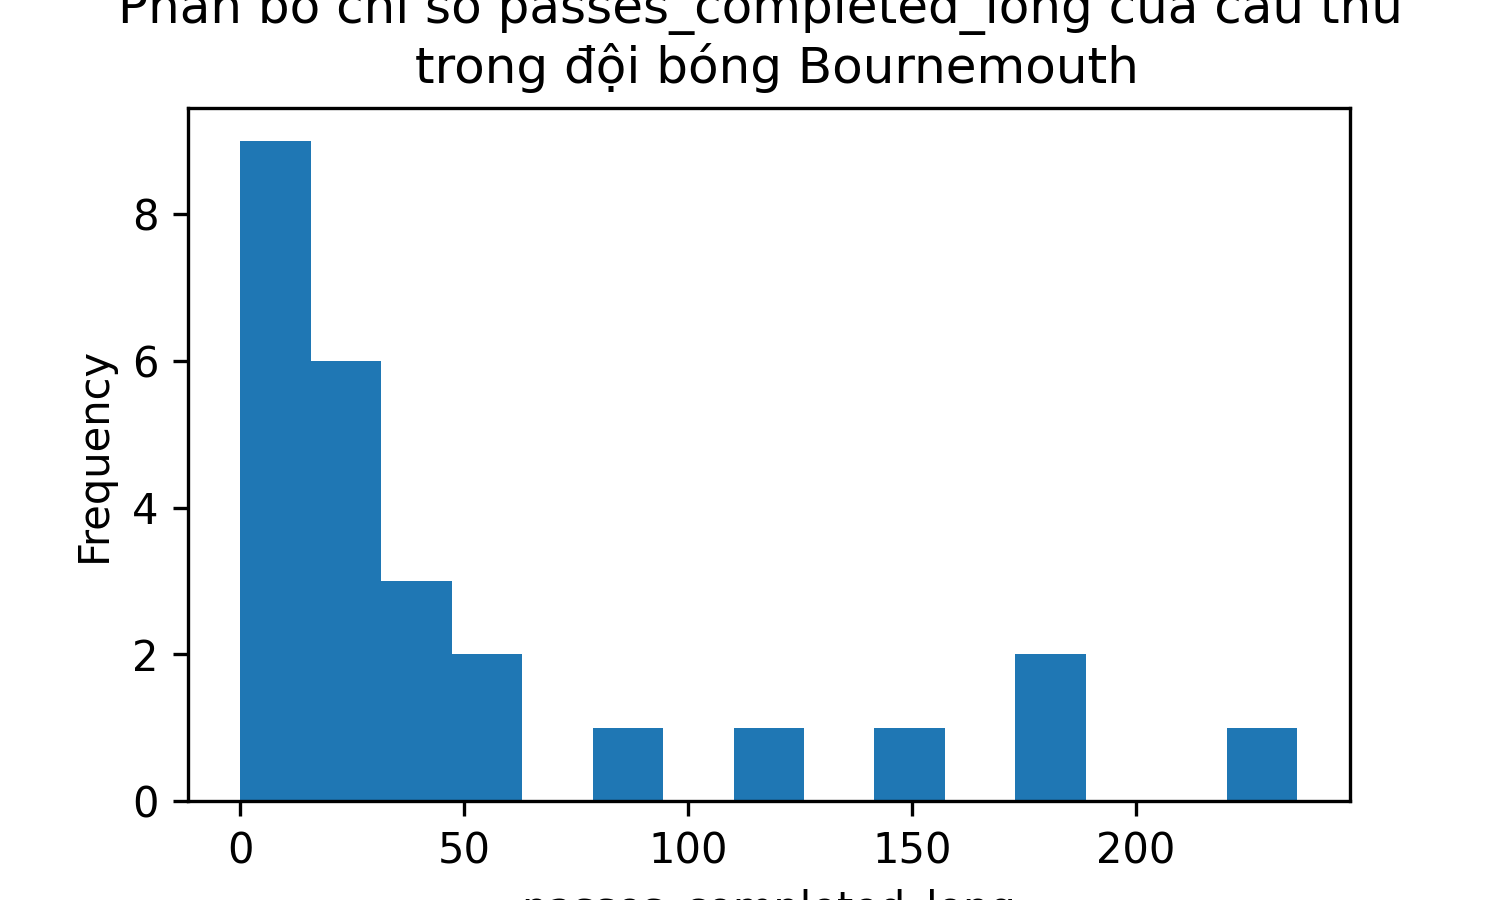 Phân bố chỉ số passes_completed_long của cầu thủ
trong đội bóng Bournemouth
Frequency
8
6
4
2
0
0 50 100 150 200
passes_completed_long